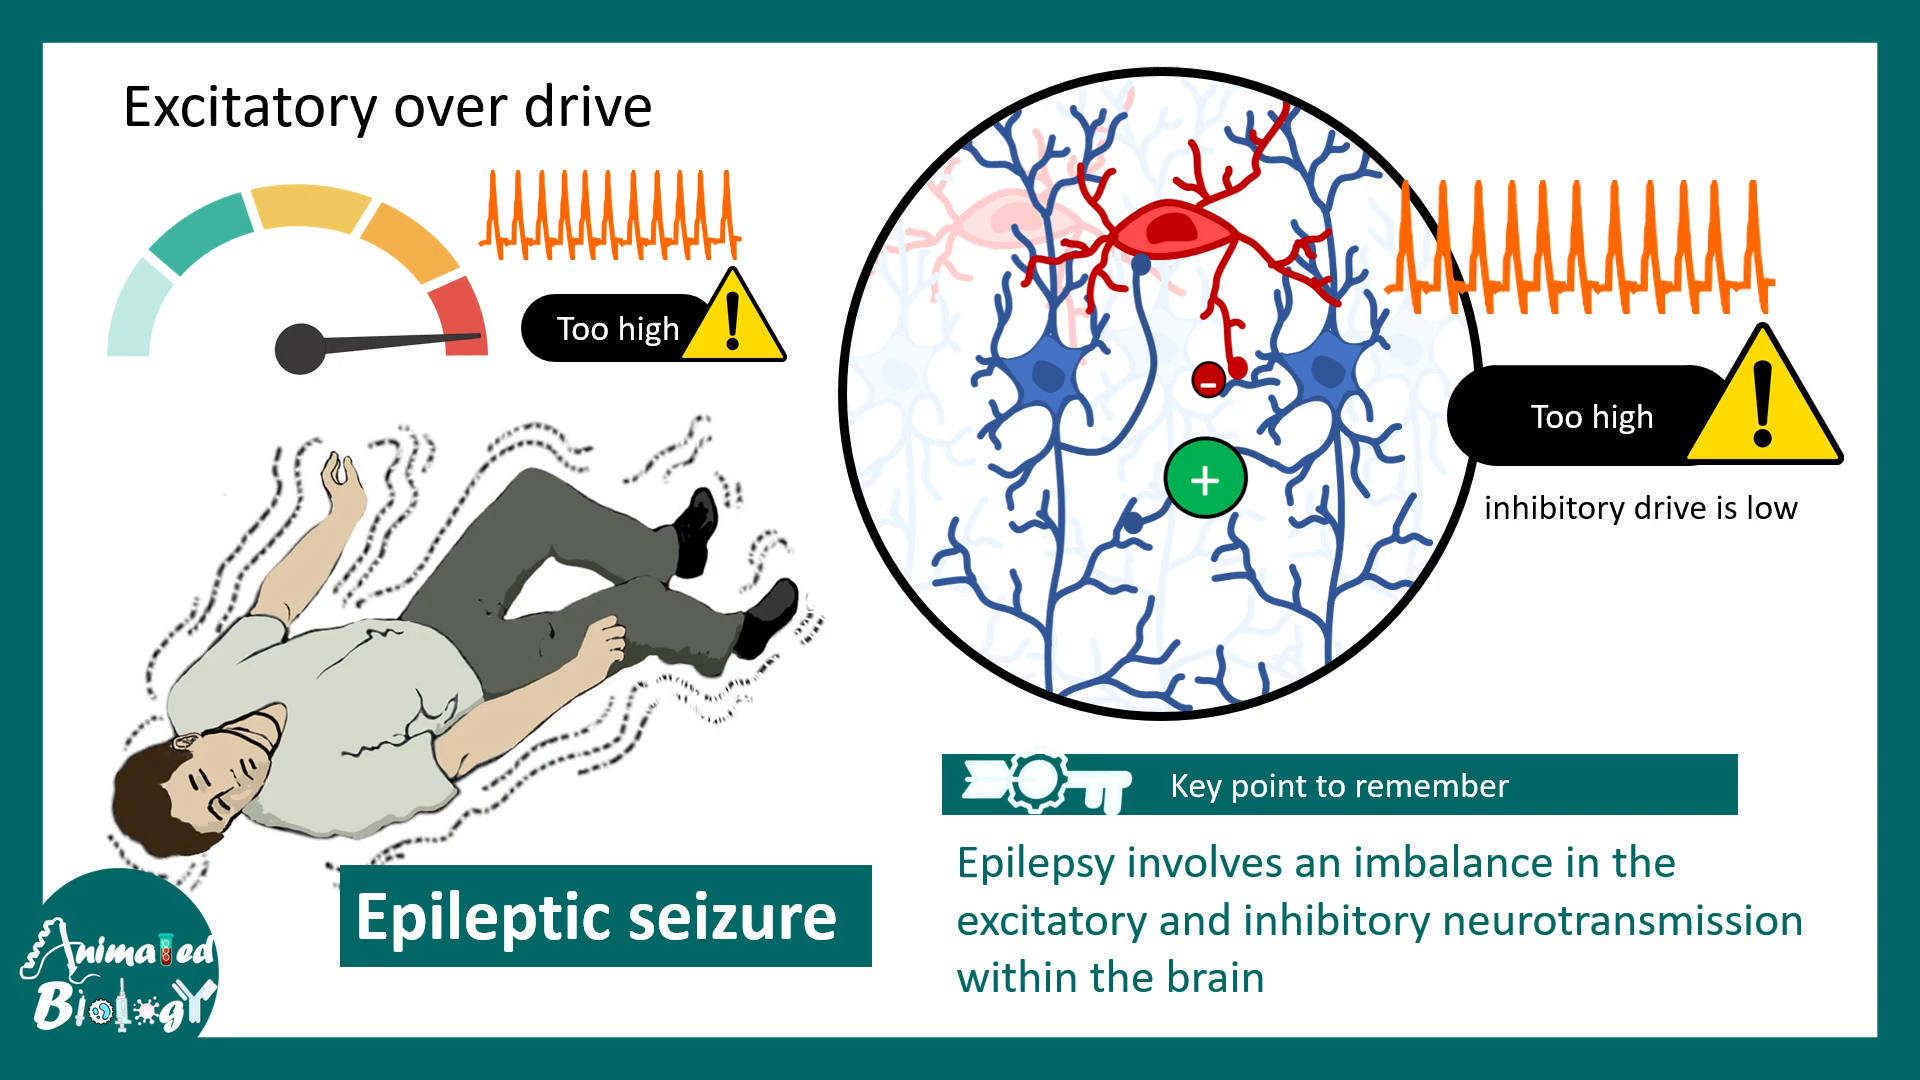 Excitatory over drive
Too high
Too high
inhibitory drive is low
-
+
Key point to remember
Epilepsy involves an imbalance in the
excitatory and inhibitory neurotransmission
within the brain
Epileptic seizure
Animated
Biology